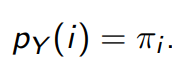 p_Y(i) = π_i.